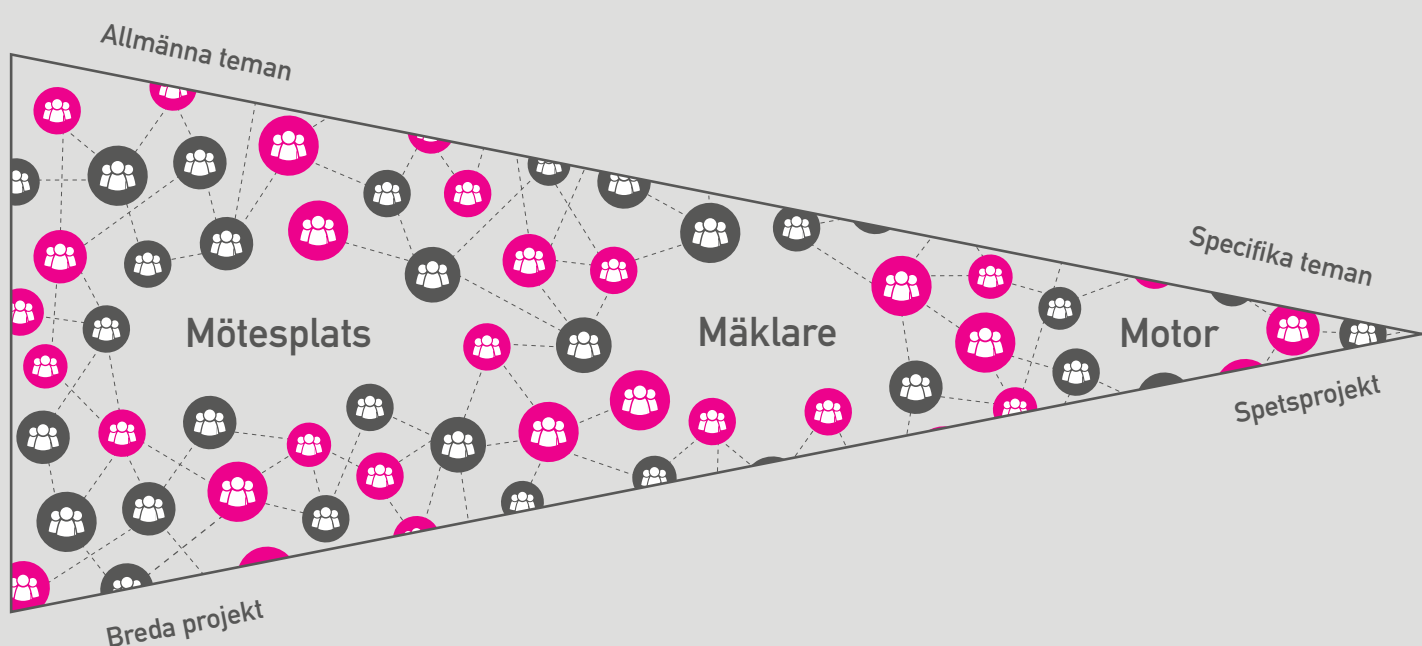 Allmänna teman
Specifika teman
Mötesplats
Mäklare
Motor
Spetsprojekt
Breda projekt